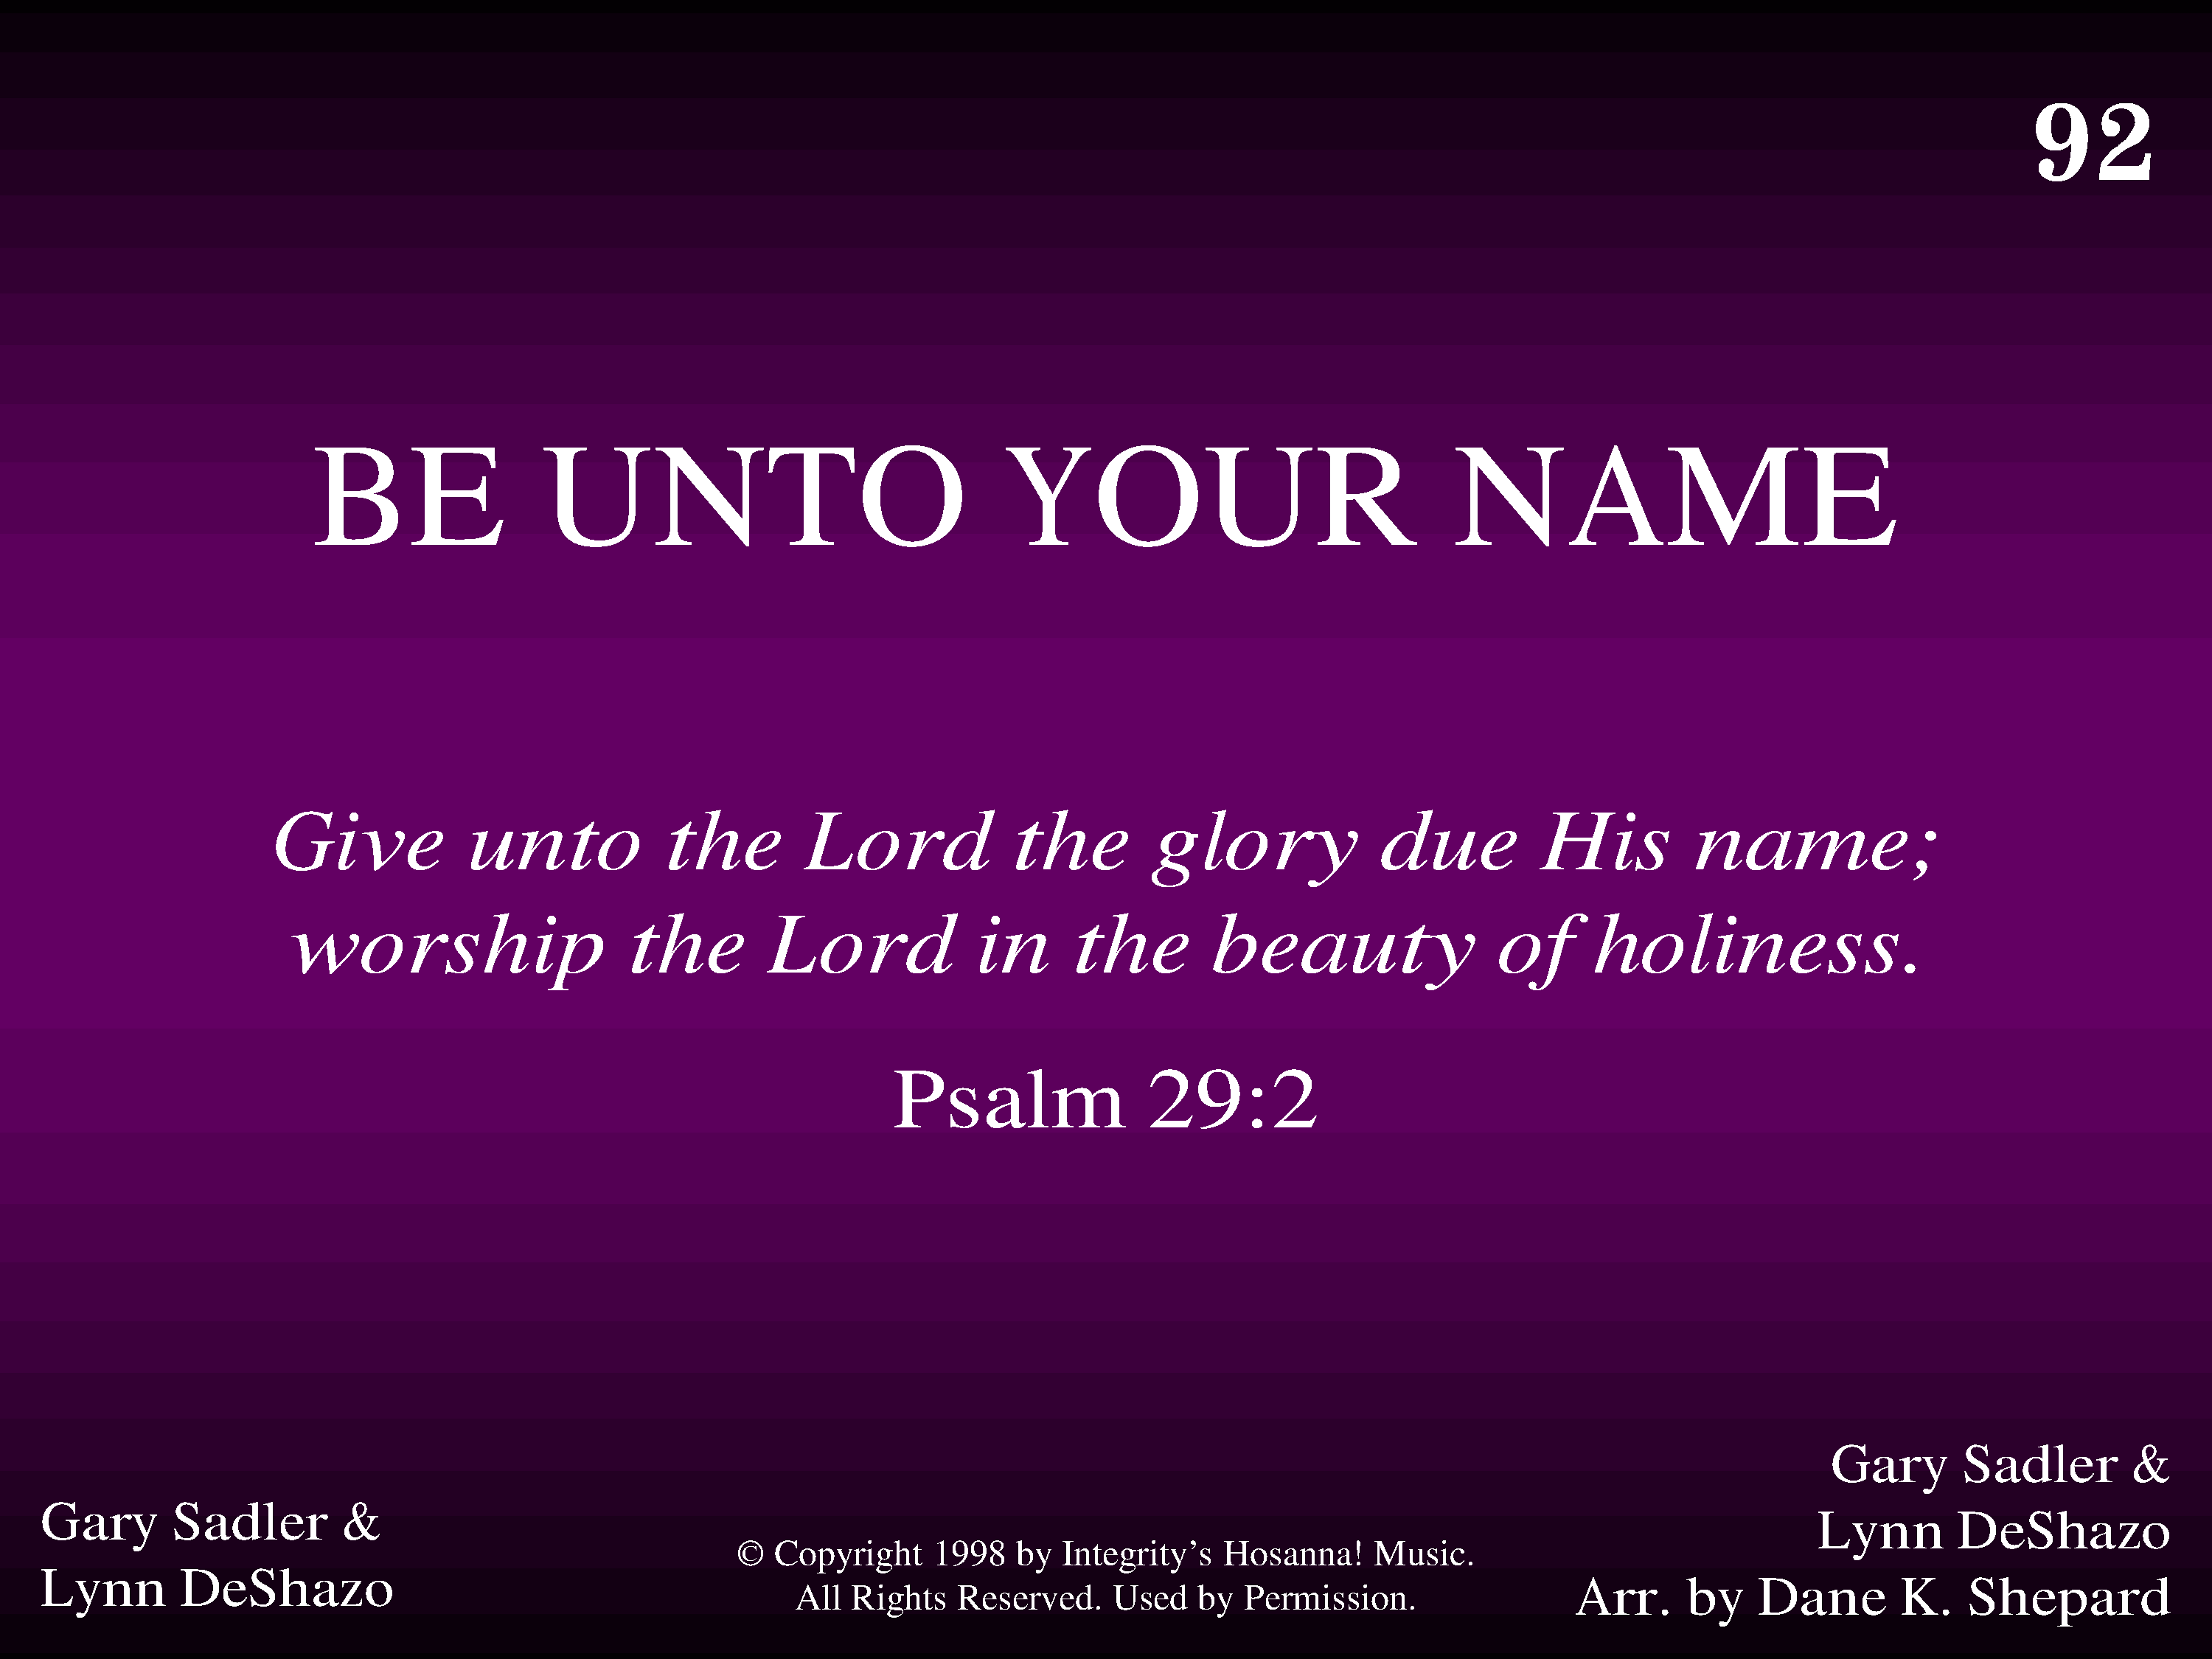 92
BE UNTO YOUR NAME
Give unto the Lord the glory due His name;
worship the Lord in the beauty of holiness.
Psalm 29:2
Gary Sadler &
Lynn DeShazo
© Copyright 1998 by Integrity’s Hosanna! Music.
All Rights Reserved. Used by Permission.
Gary Sadler &
Lynn DeShazo
Arr. by Dane K. Shepard